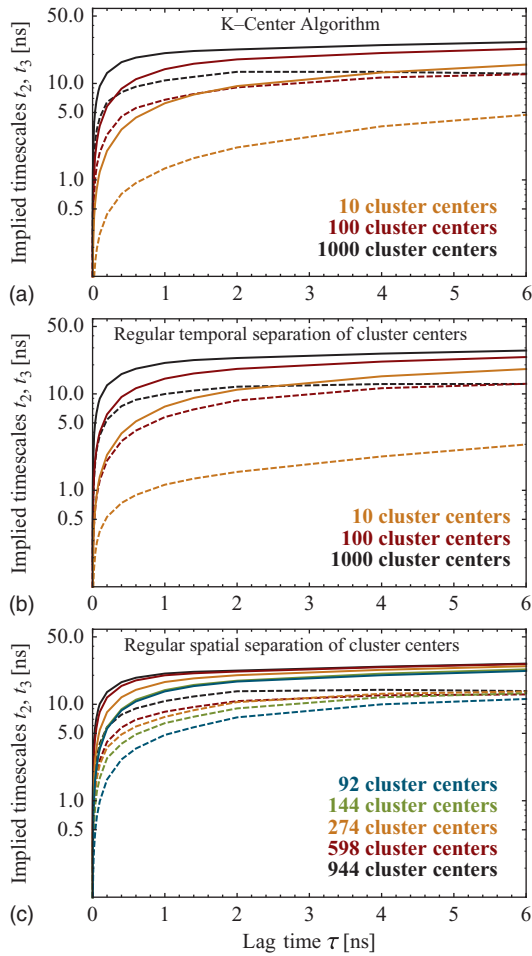 K–Center Algorithm
Implied timescales t2, t3 [ns]
50.0
10.0
5.0
1.0
0.5
10 cluster centers
100 cluster centers
1000 cluster centers
(a)
0 1 2 3 4 5 6
Regular temporal separation of cluster centers
Implied timescales t2, t3 [ns]
50.0
10.0
5.0
1.0
0.5
10 cluster centers
100 cluster centers
1000 cluster centers
(b)
0 1 2 3 4 5 6
Regular spatial separation of cluster centers
Implied timescales t2, t3 [ns]
50.0
10.0
5.0
1.0
0.5
92 cluster centers
144 cluster centers
274 cluster centers
598 cluster centers
944 cluster centers
(c)
0 1 2 3 4 5 6
Lag time τ [ns]